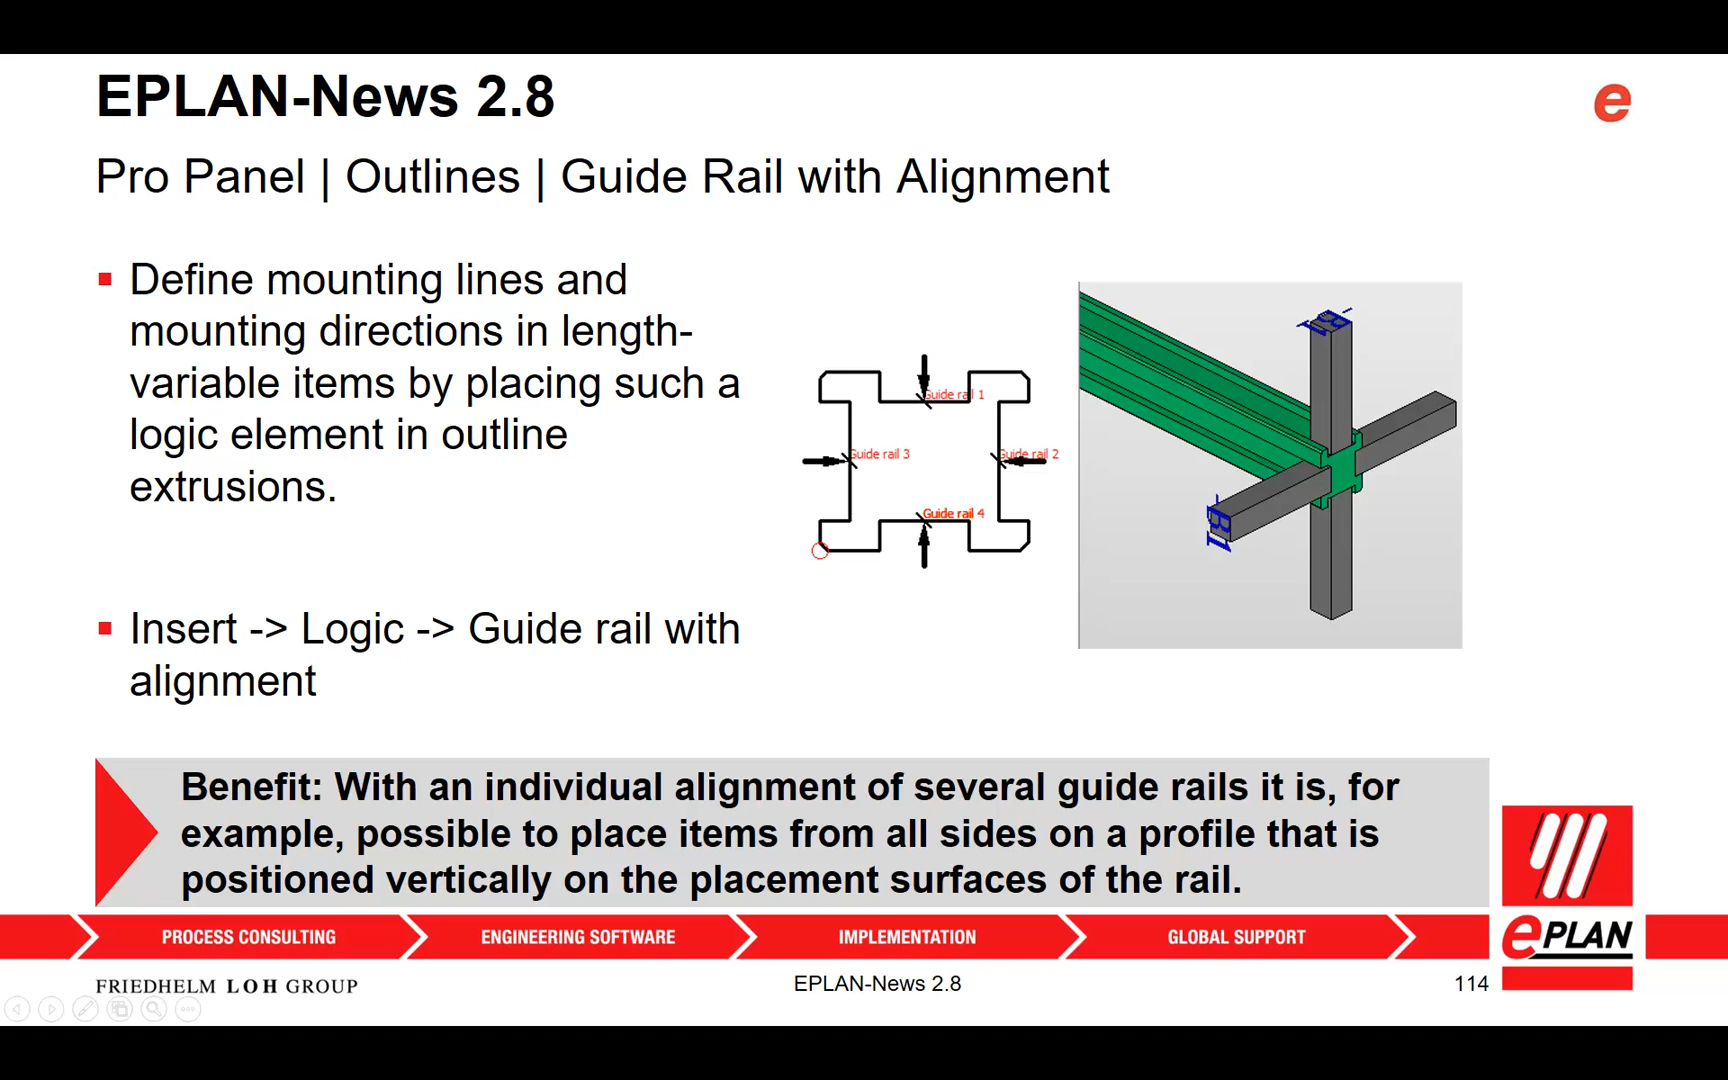 EPLAN-News 2.8
e
Pro Panel | Outlines | Guide Rail with Alignment
Define mounting lines and
mounting directions in length-
variable items by placing such a
logic element in outline
extrusions.
Insert -> Logic -> Guide rail with
alignment
Guide rail 1
Guide rail 3
Guide rail 2
Guide rail 4
Benefit: With an individual alignment of several guide rails it is, for
example, possible to place items from all sides on a profile that is
positioned vertically on the placement surfaces of the rail.
PROCESS CONSULTING
ENGINEERING SOFTWARE
IMPLEMENTATION
GLOBAL SUPPORT
ePLAN
FRIEDHELM LOH GROUP
EPLAN-News 2.8
114